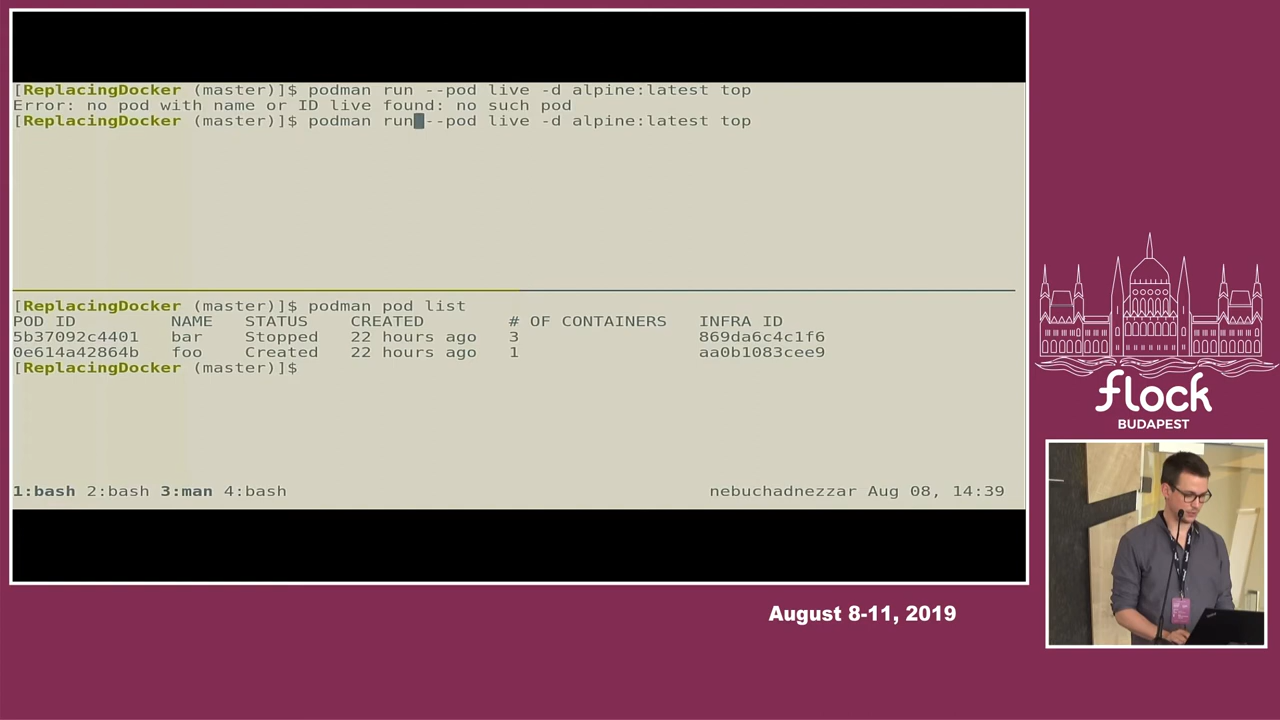 [ReplacingDocker (master)]$ podman run --pod live -d alpine:latest top
Error: no pod with name or ID live found: no such pod
[ReplacingDocker (master)]$ podman run --pod live -d alpine:latest top
[ReplacingDocker (master)]$ podman pod list
POD ID NAME STATUS CREATED # OF CONTAINERS INFRA ID
5b37092c4401 bar Stopped 22 hours ago 3 869da6c4c1f6
0e614a42864b foo Created 22 hours ago 1 aa0b1083cee9
[ReplacingDocker (master)]$
1:bash 2:bash 3:man 4:bash nebuchadnezzar Aug 08, 14:39
flock
BUDAPEST
August 8-11, 2019